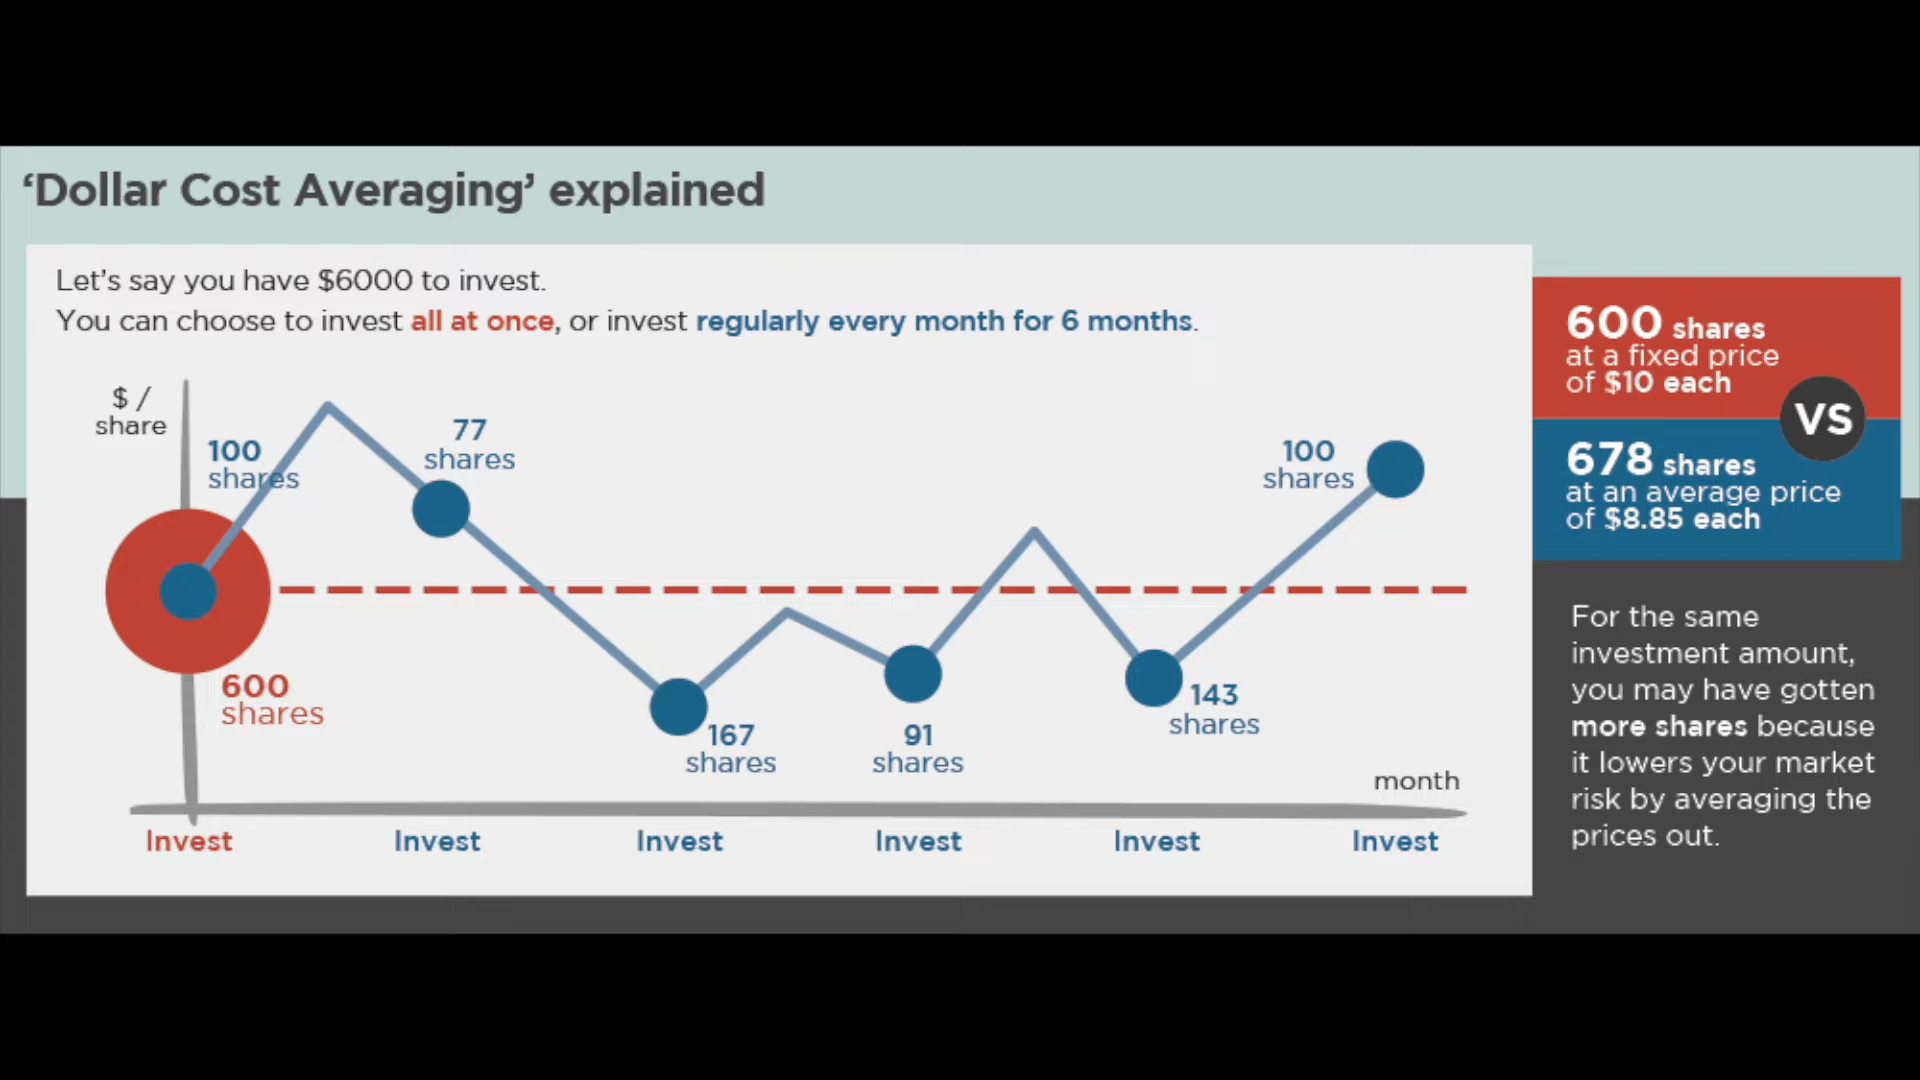 ‘Dollar Cost Averaging’ explained
Let's say you have $6000 to invest.
You can choose to invest all at once, or invest regularly every month for 6 months.
$ /
share
100
shares
77
shares
100
shares
600
shares
167
shares
91
shares
143
shares
month
Invest
Invest
Invest
Invest
Invest
Invest
600 shares
at a fixed price
of $10 each
VS
678 shares
at an average price
of $8.85 each
For the same
investment amount,
you may have gotten
more shares because
it lowers your market
risk by averaging the
prices out.